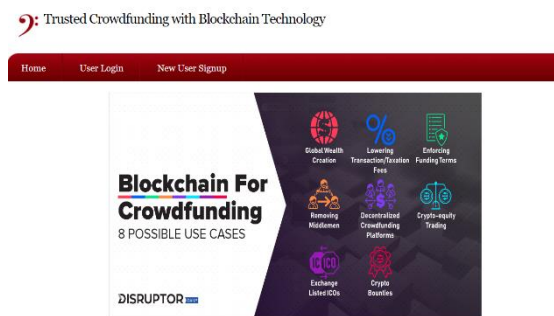 Trusted Crowdfunding with Blockchain Technology
Home User Login New User Signup
Blockchain For
Crowdfunding
8 POSSIBLE USE CASES
DISRUPTOR
Global Wealth
Creation
Lowering
Transaction/Taxation
Fees
Enforcing
Funding Terms
Removing
Middlemen
Decentralized
Crowdfunding
Platforms
Crypto-equity
Trading
IC ICO
Exchange
Listed ICOs
Crypto
Bounties